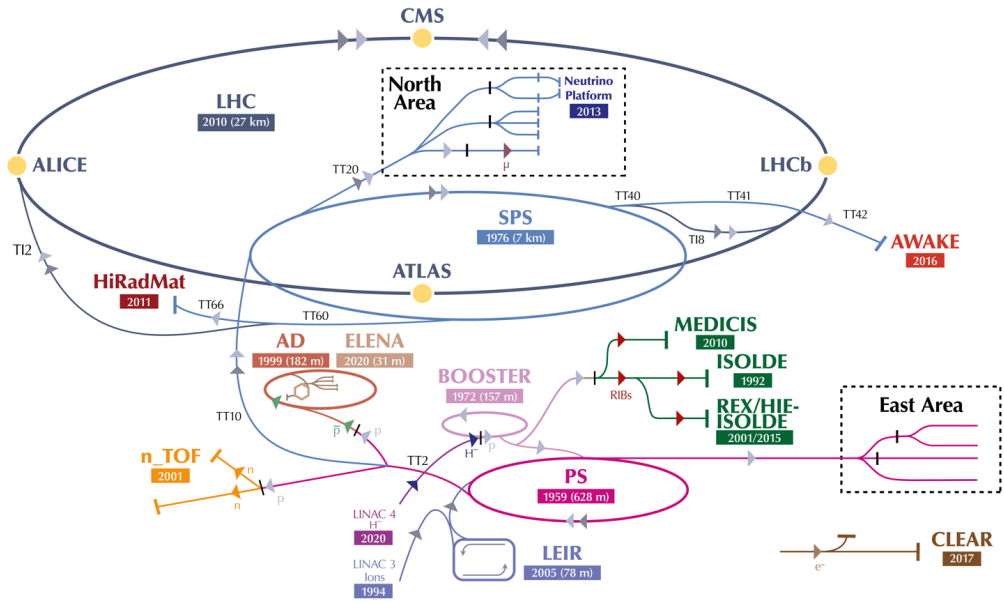 CMS
North
Area
Neutrino
Platform
2013
LHC
2010 (27 km)
ALICE
LHCb
TT20
μ
TT40
TT41
TT42
SPS
1976 (7 km)
TI8
TI2
AWAKE
2016
ATLAS
HiRadMat
2011
TT66
TT60
MEDICIS
2010
AD
1999 (182 m)
ELENA
2020 (31 m)
ISOLDE
1992
BOOSTER
1972 (157 m)
RIBs
REX/HIE-
ISOLDE
2001/2015
East Area
TT10
p̅
p
H⁻
p
n_TOF
2001
n
n
p
TT2
PS
1959 (628 m)
LINAC 4
H⁻
2020
LINAC 3
Ions
1994
LEIR
2005 (78 m)
CLEAR
2017
e⁻